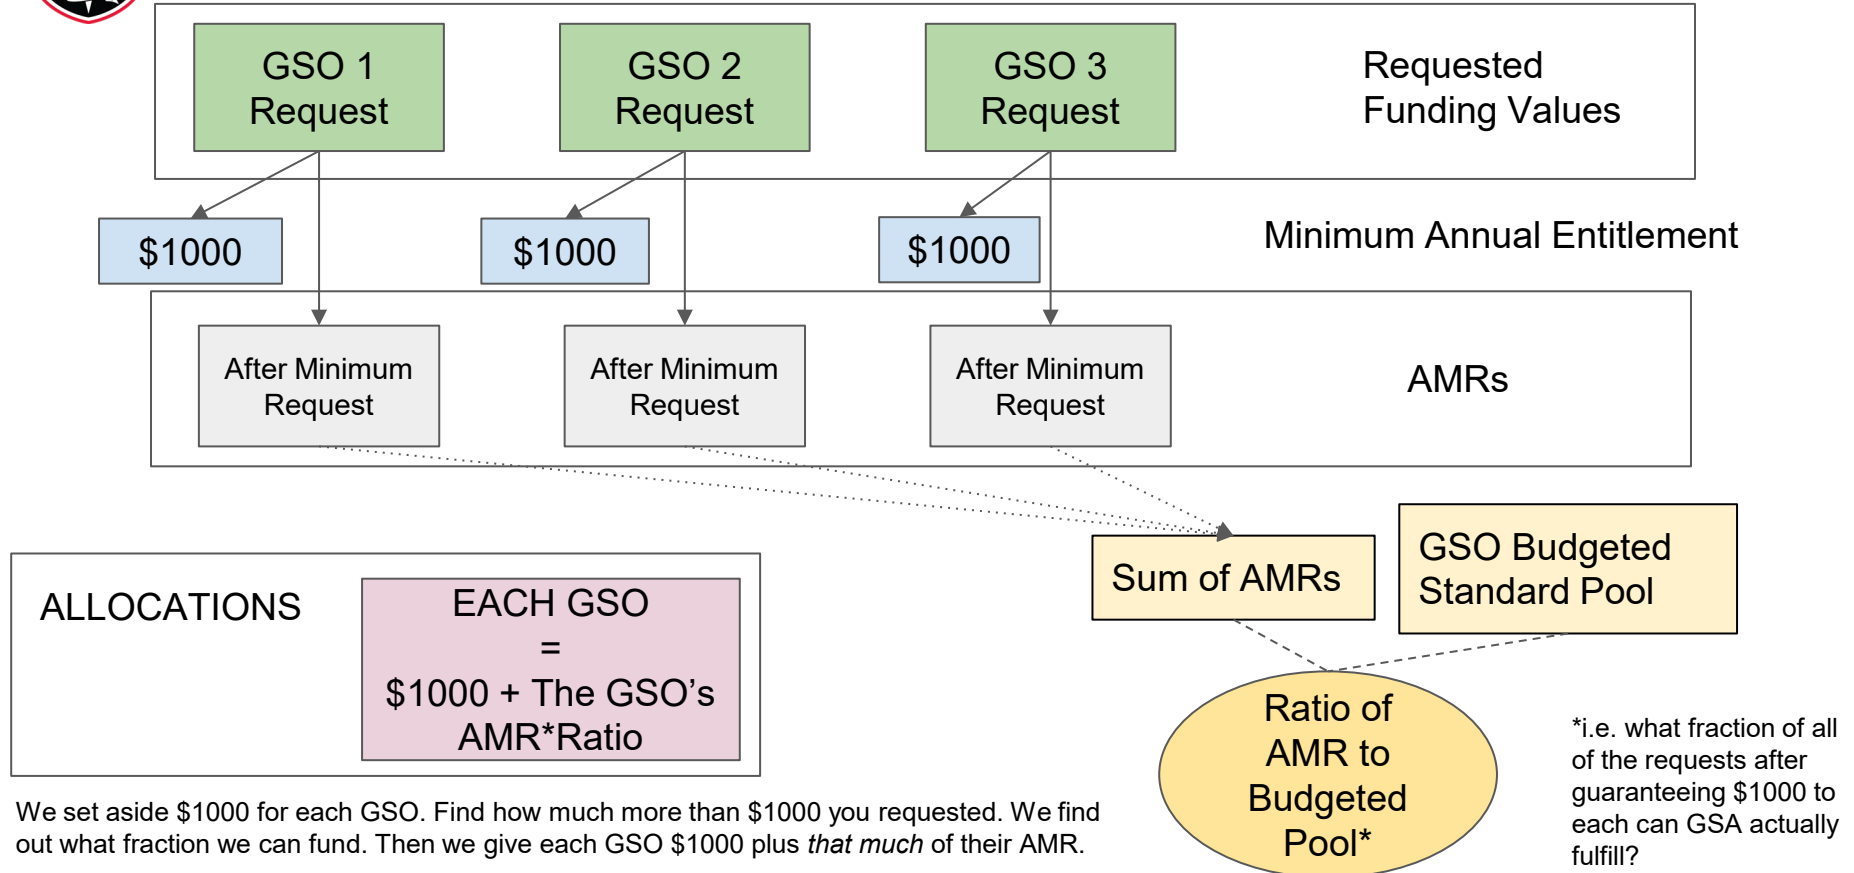 GSO 1
Request
GSO 2
Request
GSO 3
Request
Requested
Funding Values
$1000
$1000
$1000
Minimum Annual Entitlement
After Minimum
Request
After Minimum
Request
After Minimum
Request
AMRs
Sum of AMRs
GSO Budgeted
Standard Pool
ALLOCATIONS
EACH GSO
=
$1000 + The GSO’s
AMR*Ratio
Ratio of
AMR to
Budgeted
Pool*
*i.e. what fraction of all
of the requests after
guaranteeing $1000 to
each can GSA actually
fulfill?
We set aside $1000 for each GSO. Find how much more than $1000 you requested. We find
out what fraction we can fund. Then we give each GSO $1000 plus that much of their AMR.